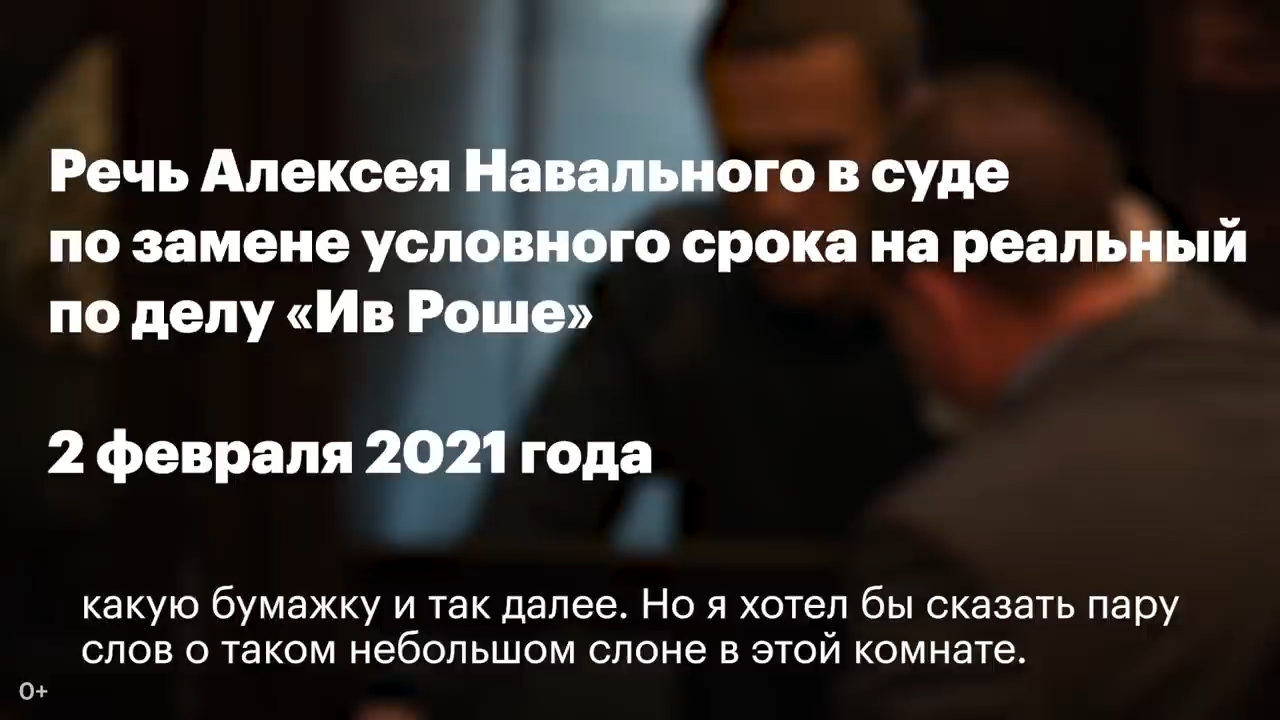 Речь Алексея Навального в суде
по замене условного срока на реальный
по делу «Ив Роше»
2 февраля 2021 года
какую бумажку и так далее. Но я хотел бы сказать пару
слов о таком небольшом слоне в этой комнате.
0+